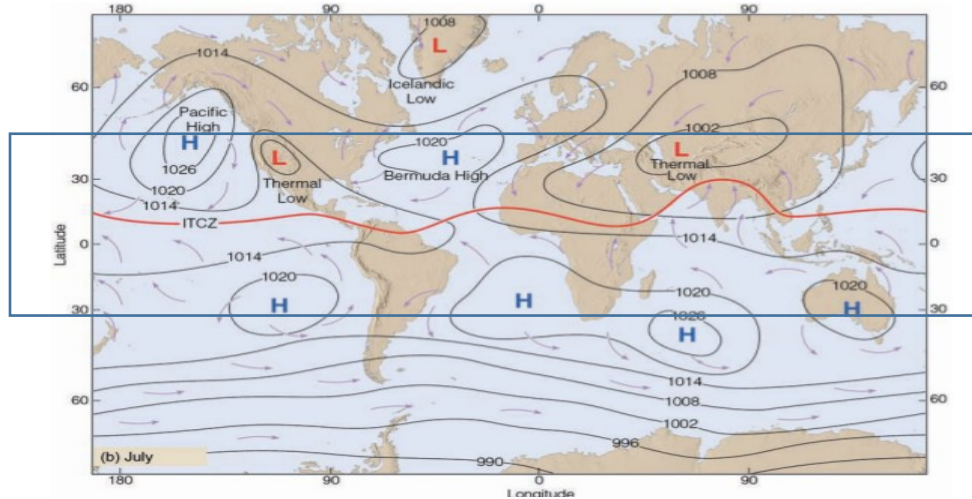 180
90
0
90
180
1008
L
1014
Icelandic
Low
1008
60
60
Pacific
High
H
1026
1020
1014
L
Thermal
Low
1020
H
Bermuda High
1002
L
Thermal
Low
30
30
ITCZ
Latitude
0
0
1014
1014
1020
H
H
1020
1026
H
1020
H
30
30
1014
1008
1002
996
990
60
60
(b) July
180
90
0
90
Longitude